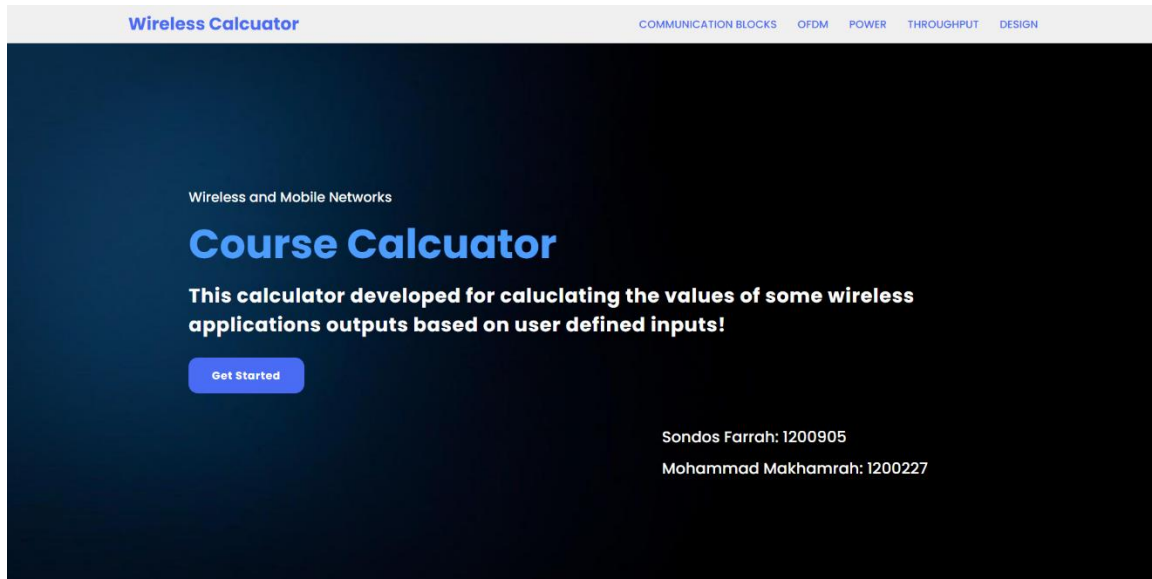 Wireless Calcuator
COMMUNICATION BLOCKS OFDM POWER THROUGHPUT DESIGN
Wireless and Mobile Networks
Course Calcuator
This calculator developed for caluclating the values of some wireless
applications outputs based on user defined inputs!
Get Started
Sondos Farrah: 1200905
Mohammad Makhamrah: 1200227